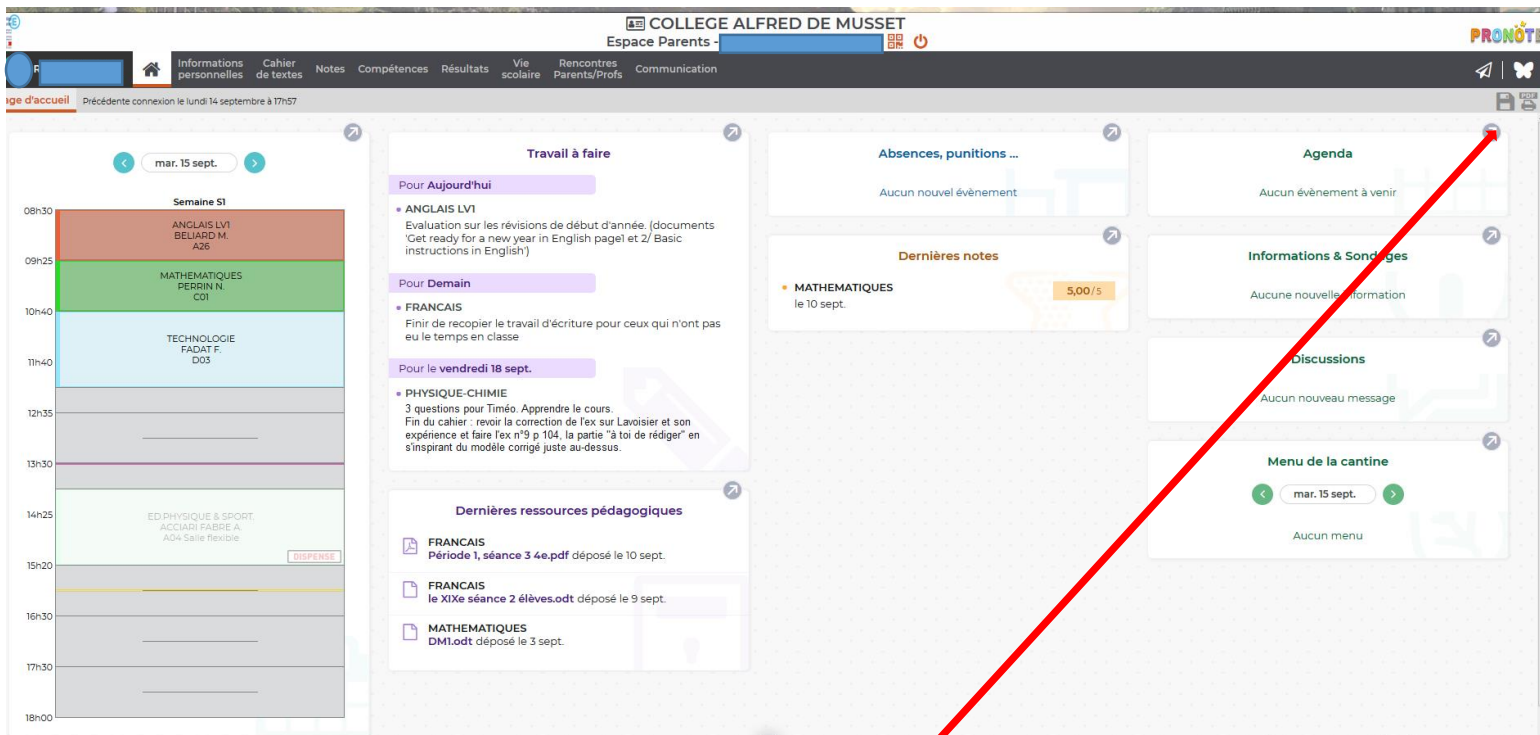 COLLEGE ALFRED DE MUSSET
Espace Parents -
PRONOTE
Informations personnelles
Cahier de textes
Notes
Compétences
Résultats
Vie scolaire
Rencontres Parents/Profs
Communication
age d'accueil
Précédente connexion le lundi 14 septembre à 17h57
mar. 15 sept.
Semaine S1
08h30
ANGLAIS LV1
BELIARD M.
A26
09h25
MATHEMATIQUES
PERRIN N.
C01
10h40
TECHNOLOGIE
FADAT F.
D03
11h40
12h35
13h30
14h25
ED.PHYSIQUE & SPORT.
ACCIARI FABRE A.
A04 Salle flexible
DISPENSE
15h20
16h30
17h30
18h00
Travail à faire
Pour Aujourd'hui
ANGLAIS LV1
Evaluation sur les révisions de début d'année. (documents
'Get ready for a new year in English page1 et 2/ Basic
instructions in English')
Pour Demain
FRANCAIS
Finir de recopier le travail d'écriture pour ceux qui n'ont pas
eu le temps en classe
Pour le vendredi 18 sept.
PHYSIQUE-CHIMIE
3 questions pour Timéo. Apprendre le cours.
Fin du cahier : revoir la correction de l'ex sur Lavoisier et son
expérience et faire l'ex n°9 p 104, la partie "à toi de rédiger" en
s'inspirant du modèle corrigé juste au-dessus.
Dernières ressources pédagogiques
FRANCAIS
Période 1, séance 3 4e.pdf déposé le 10 sept.
FRANCAIS
le XIXe séance 2 élèves.odt déposé le 9 sept.
MATHEMATIQUES
DM1.odt déposé le 3 sept.
Absences, punitions ...
Aucun nouvel évènement
Dernières notes
MATHEMATIQUES
5,00/5
le 10 sept.
Agenda
Aucun évènement à venir
Informations & Sondages
Aucune nouvelle information
Discussions
Aucun nouveau message
Menu de la cantine
mar. 15 sept.
Aucun menu